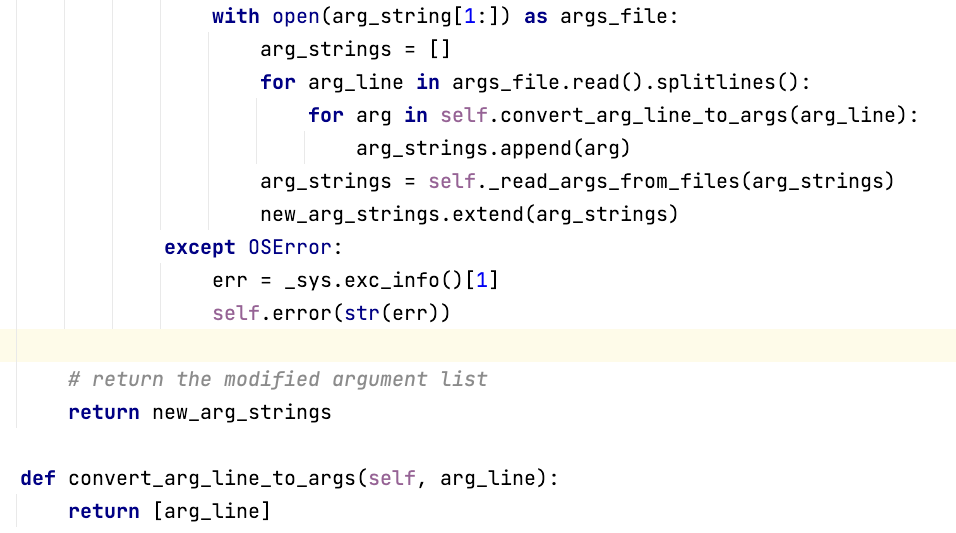 with open(arg_string[1:]) as args_file:
arg_strings = []
for arg_line in args_file.read().splitlines():
for arg in self.convert_arg_line_to_args(arg_line):
arg_strings.append(arg)
arg_strings = self._read_args_from_files(arg_strings)
new_arg_strings.extend(arg_strings)
except OSError:
err = _sys.exc_info()[1]
self.error(str(err))
# return the modified argument list
return new_arg_strings
def convert_arg_line_to_args(self, arg_line):
return [arg_line]